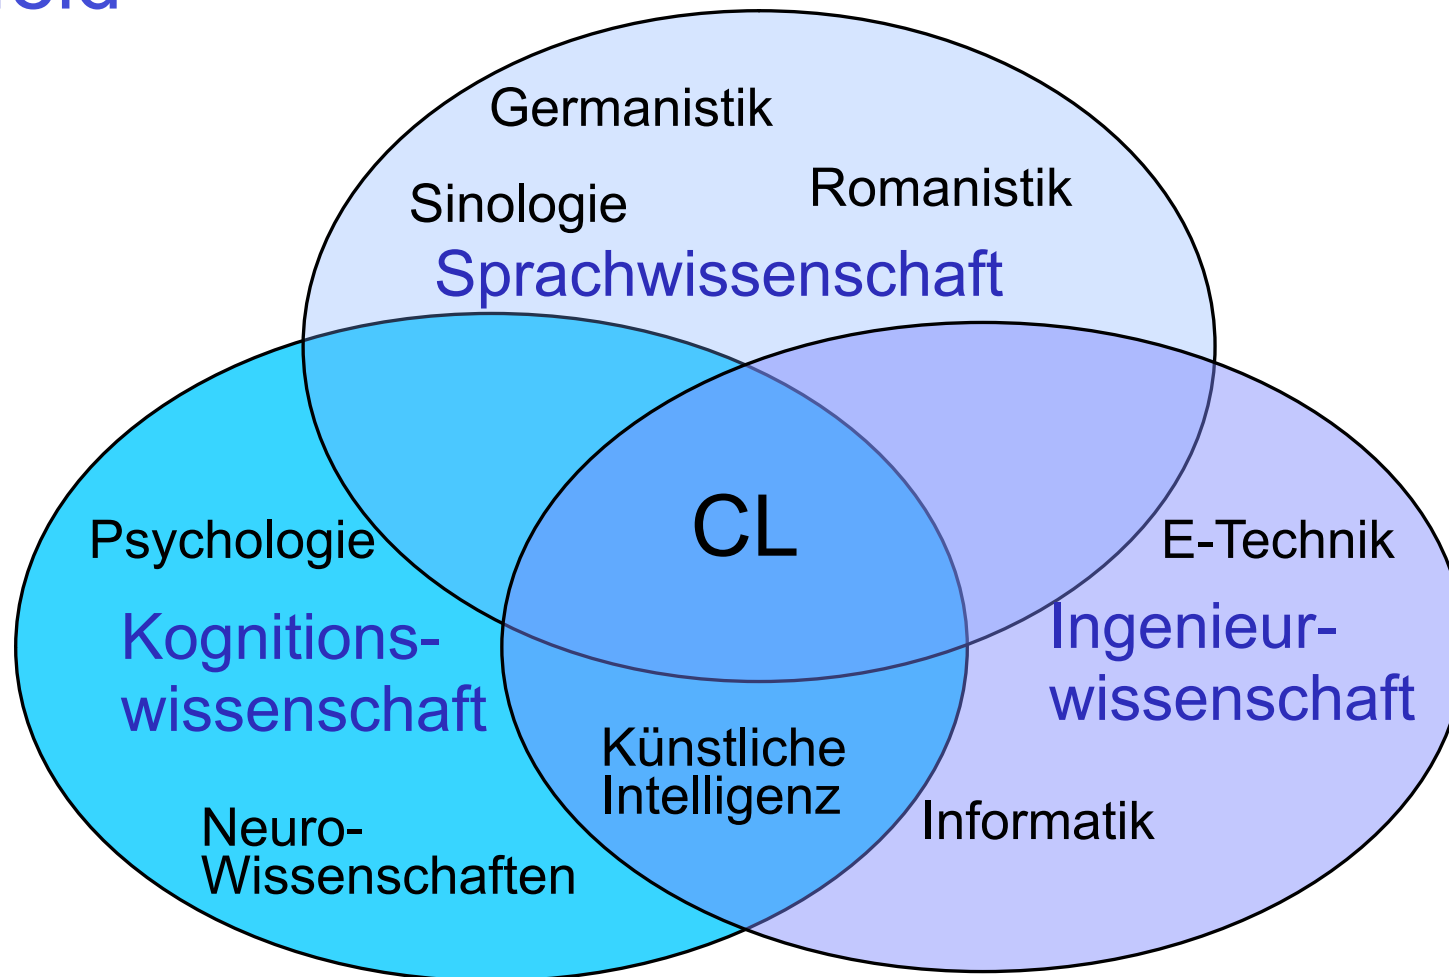 Germanistik
Romanistik
Sinologie
Sprachwissenschaft
CL
Psychologie
E-Technik
Kognitions-
wissenschaft
Ingenieur-
wissenschaft
Künstliche
Intelligenz
Informatik
Neuro-
Wissenschaften